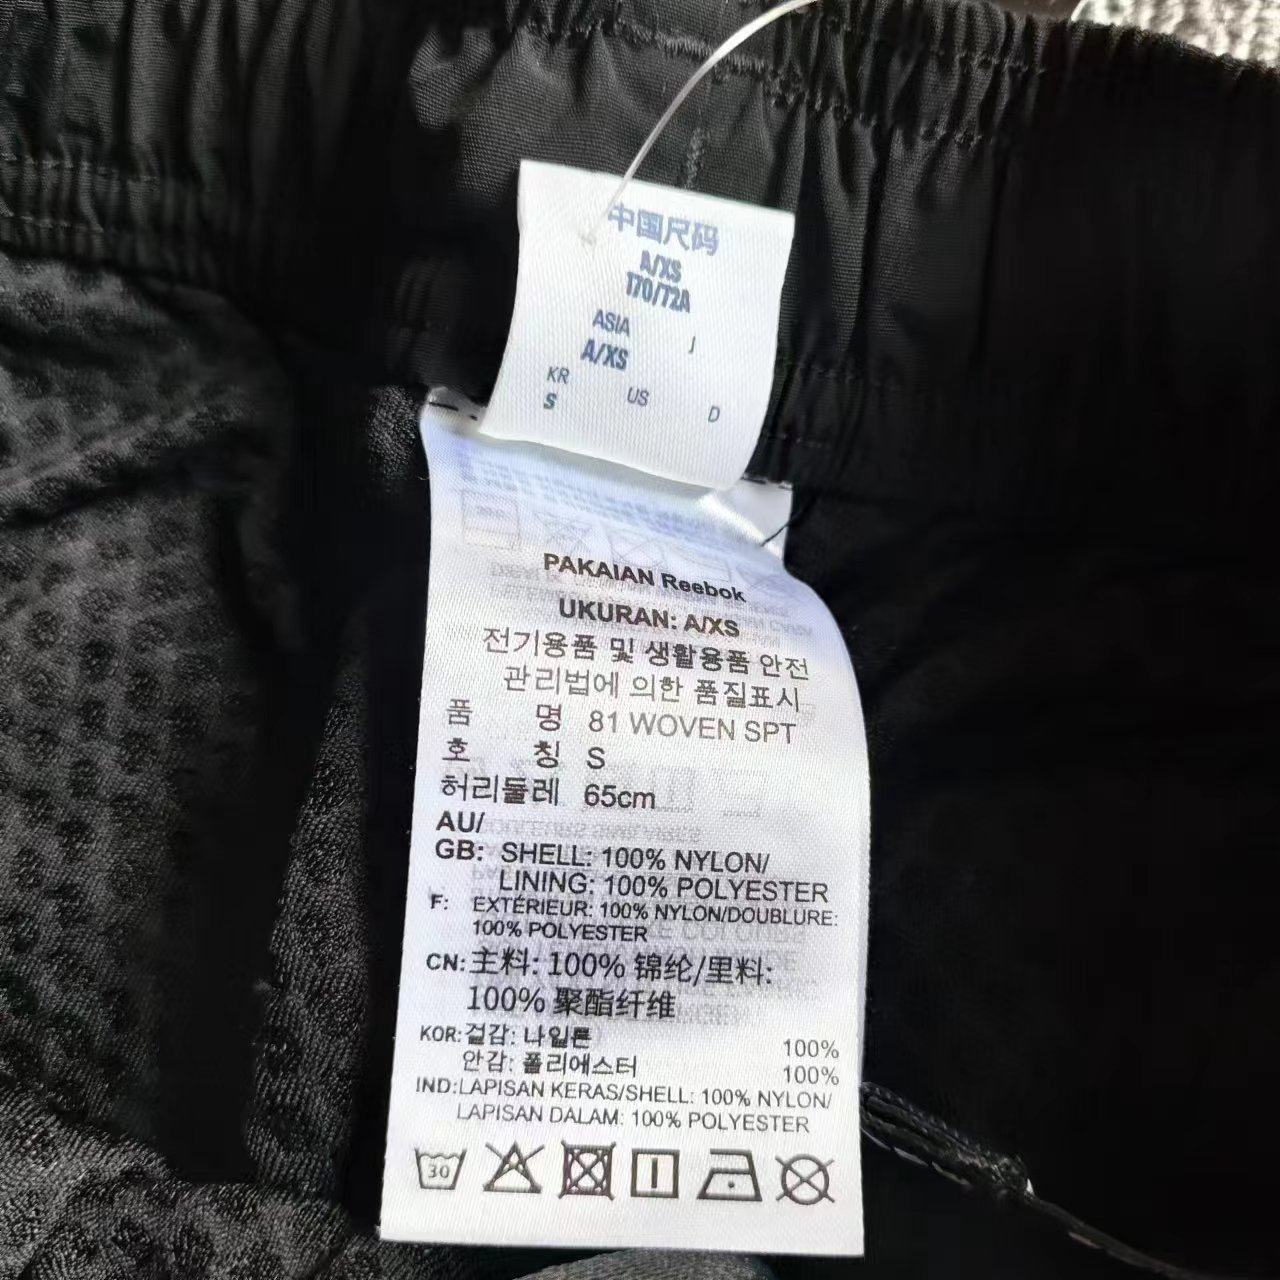 中国尺码
A/XS
170/72A
ASIA J
A/XS
KR US D
S
PAKAIAN Reebok
UKURAN: A/XS
전기용품 및 생활용품 안전
관리법에 의한 품질표시
품 명 81 WOVEN SPT
호 칭 S
허리둘레 65cm
AU/
GB: SHELL: 100% NYLON/
LINING: 100% POLYESTER
F: EXTÉRIEUR: 100% NYLON/DOUBLURE:
100% POLYESTER
CN: 主料: 100% 锦纶/里料:
100% 聚酯纤维
KOR: 겉감: 나일론 100%
안감: 폴리에스터 100%
IND:LAPISAN KERAS/SHELL: 100% NYLON/
LAPISAN DALAM: 100% POLYESTER
30